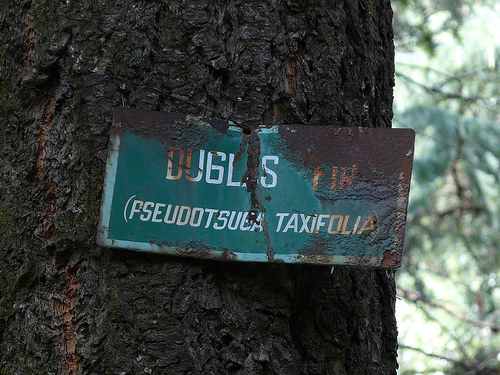 DUGLAS FIR
(PSEUDOTSUGA TAXIFOLIA)